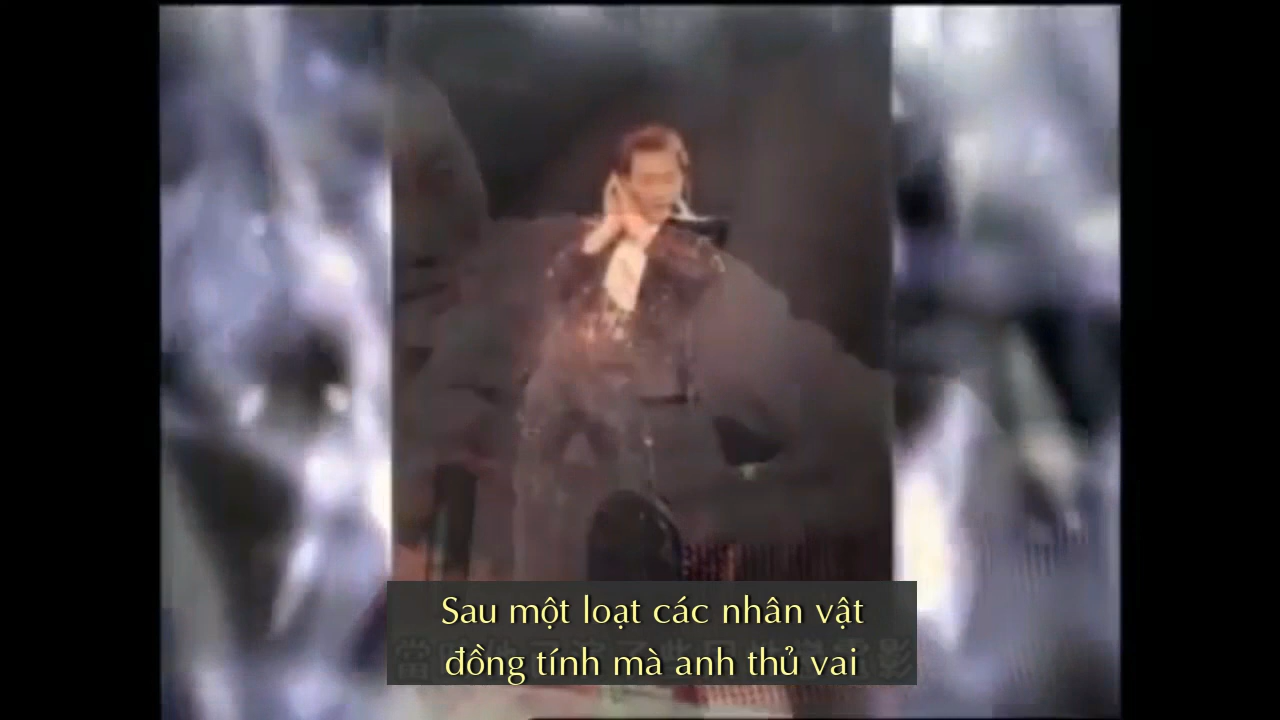 Sau một loạt các nhân vật
đồng tính mà anh thủ vai